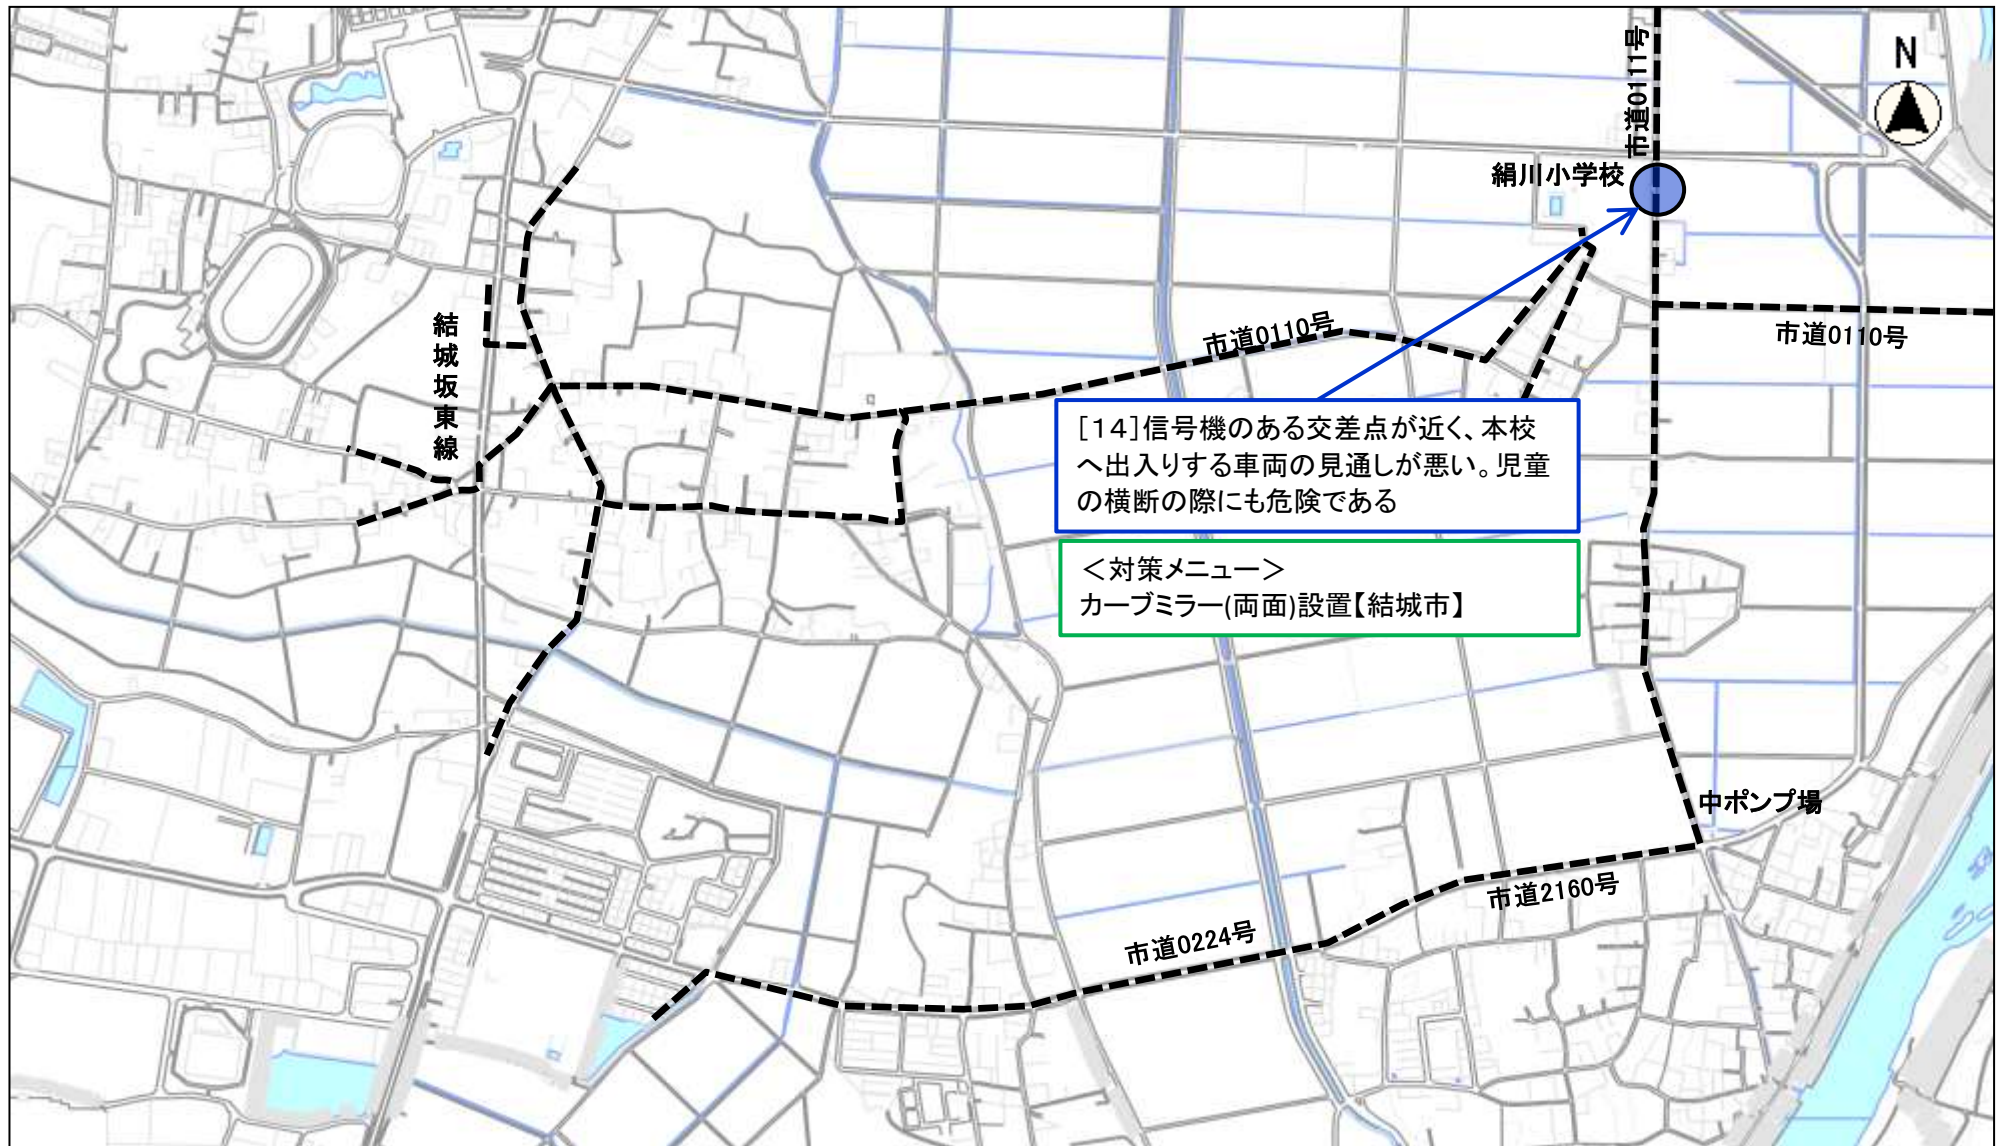 市道0111号
N
絹川小学校
市道0110号
市道0110号
結城坂東線
[14]信号機のある交差点が近く、本校
へ出入りする車両の見通しが悪い。児童
の横断の際にも危険である
＜対策メニュー＞
カーブミラー(両面)設置【結城市】
中ポンプ場
市道2160号
市道0224号